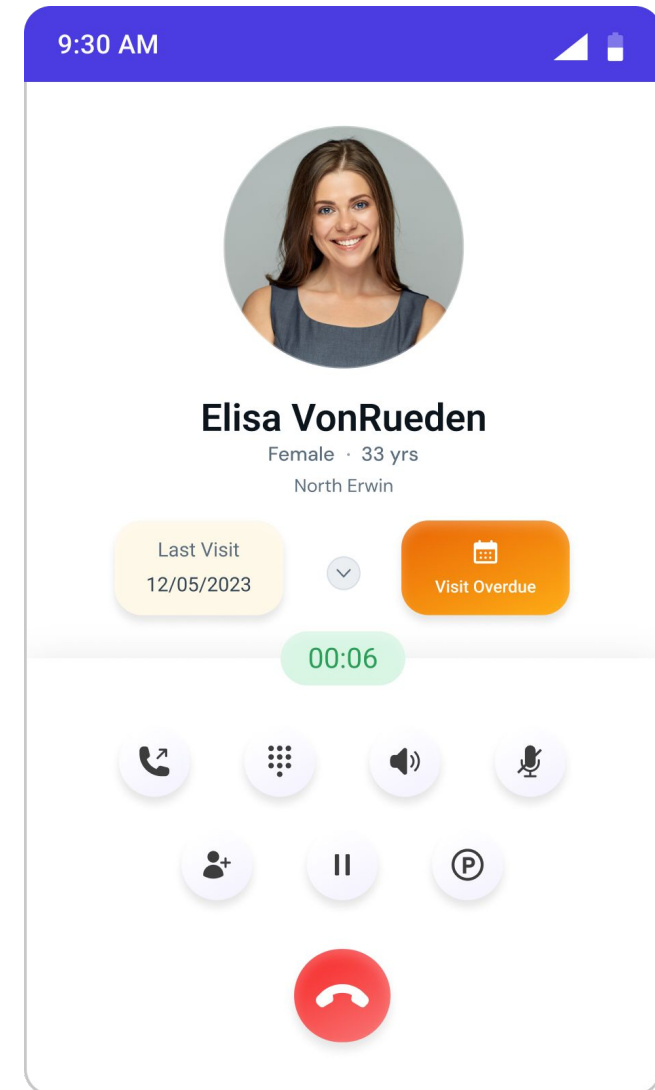 9:30 AM
Elisa VonRueden
Female · 33 yrs
North Erwin
Last Visit
12/05/2023
Visit Overdue
00:06
P